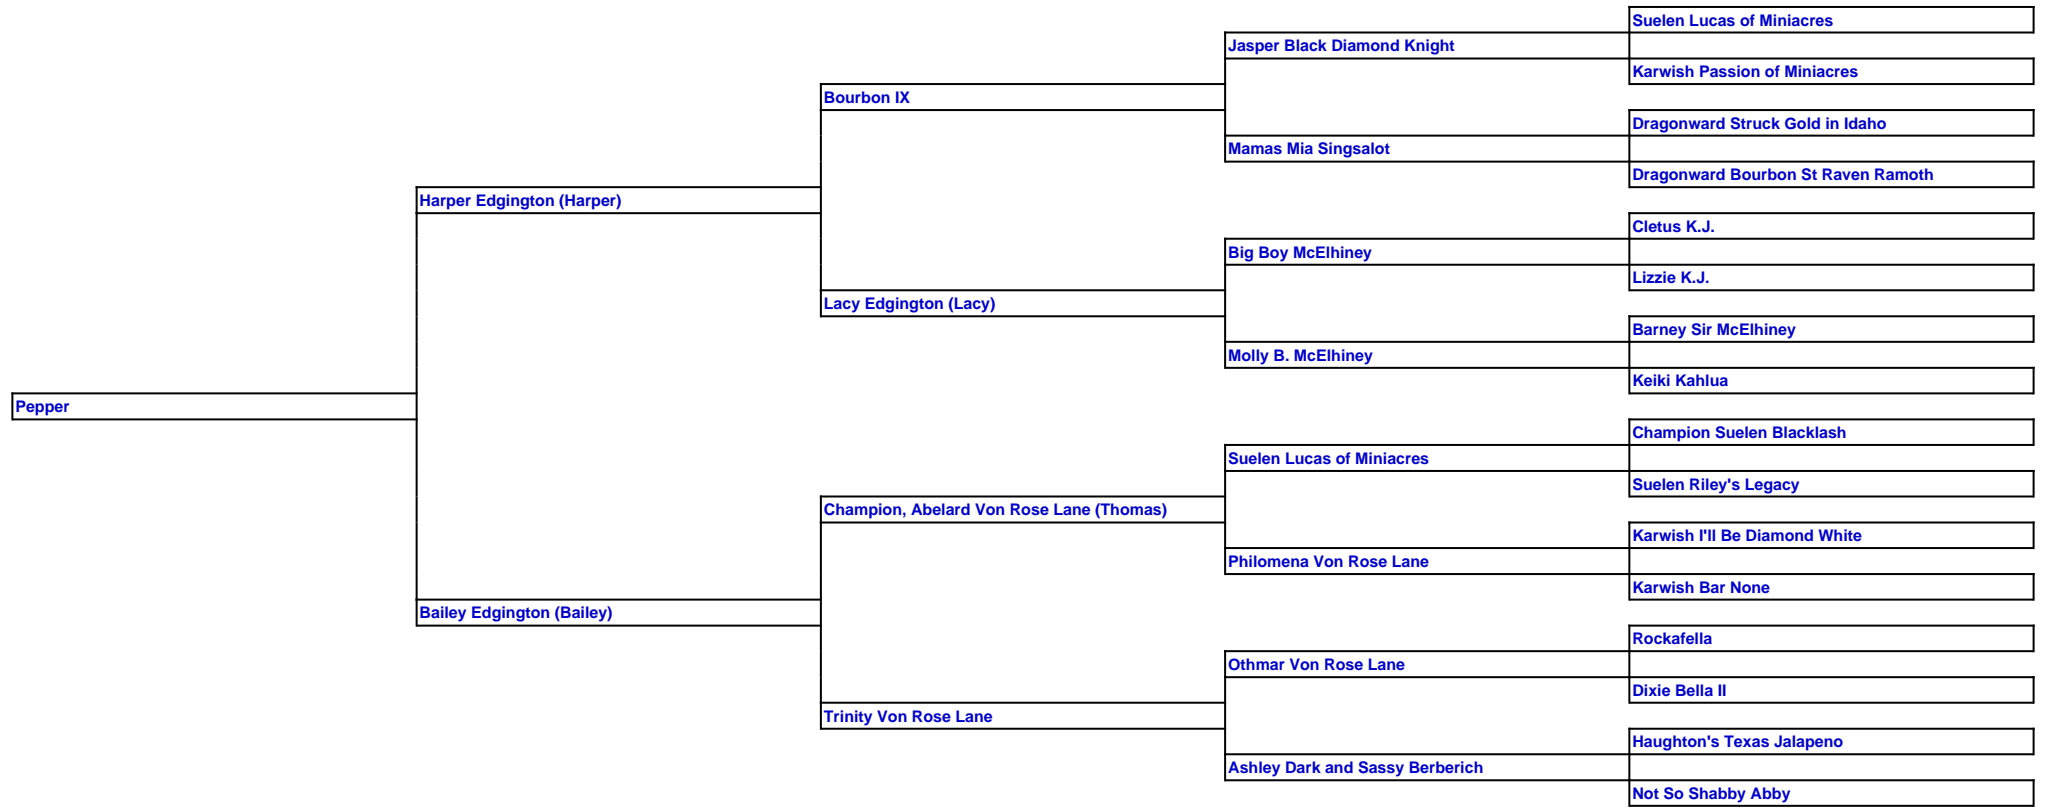 Suelen Lucas of Miniacres
Jasper Black Diamond Knight
Karwish Passion of Miniacres
Bourbon IX
Dragonward Struck Gold in Idaho
Mamas Mia Singsalot
Dragonward Bourbon St Raven Ramoth
Harper Edgington (Harper)
Cletus K.J.
Big Boy McElhiney
Lizzie K.J.
Lacy Edgington (Lacy)
Barney Sir McElhiney
Molly B. McElhiney
Keiki Kahlua
Pepper
Champion Suelen Blacklash
Suelen Lucas of Miniacres
Suelen Riley's Legacy
Champion, Abelard Von Rose Lane (Thomas)
Karwish I'll Be Diamond White
Philomena Von Rose Lane
Karwish Bar None
Bailey Edgington (Bailey)
Rockafella
Othmar Von Rose Lane
Dixie Bella II
Trinity Von Rose Lane
Haughton's Texas Jalapeno
Ashley Dark and Sassy Berberich
Not So Shabby Abby